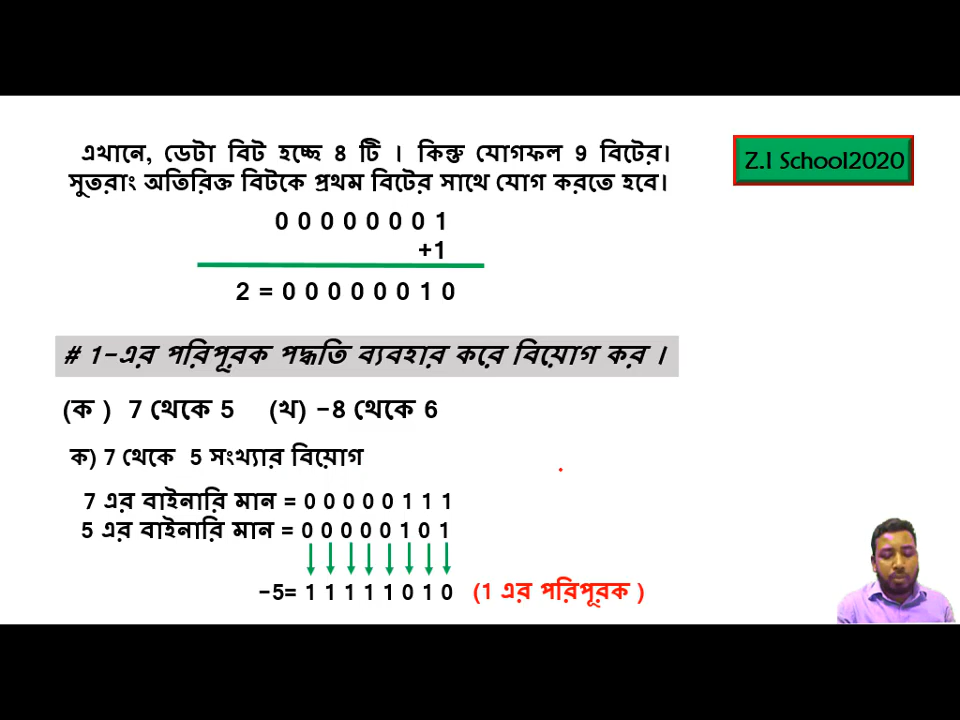 এখানে, ডেটা বিট হচ্ছে 8 টি । কিন্তু যোগফল 9 বিটের।
Z.I School2020
সুতরাং অতিরিক্ত বিটকে প্রথম বিটের সাথে যোগ করতে হবে।
0 0 0 0 0 0 0 1
+1
2 = 0 0 0 0 0 0 1 0
# 1-এর পরিপূরক পদ্ধতি ব্যবহার করে বিয়োগ কর ।
(ক ) 7 থেকে 5 (খ) -8 থেকে 6
ক) 7 থেকে 5 সংখ্যার বিয়োগ
7 এর বাইনারি মান = 0 0 0 0 0 1 1 1
5 এর বাইনারি মান = 0 0 0 0 0 1 0 1
-5= 1 1 1 1 1 0 1 0 (1 এর পরিপূরক )